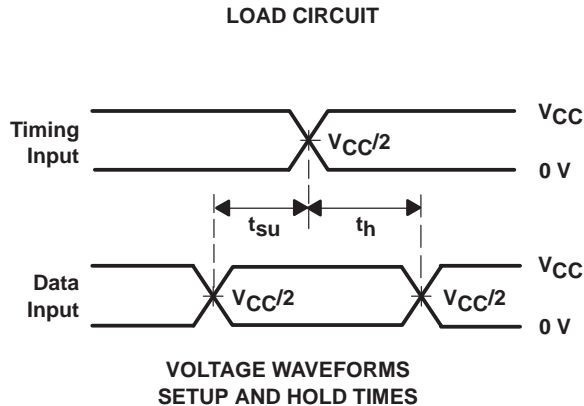 LOAD CIRCUIT
Timing
Input
VCC
VCC/2
0 V
tsu
th
Data
Input
VCC
VCC/2
VCC/2
0 V
VOLTAGE WAVEFORMS
SETUP AND HOLD TIMES